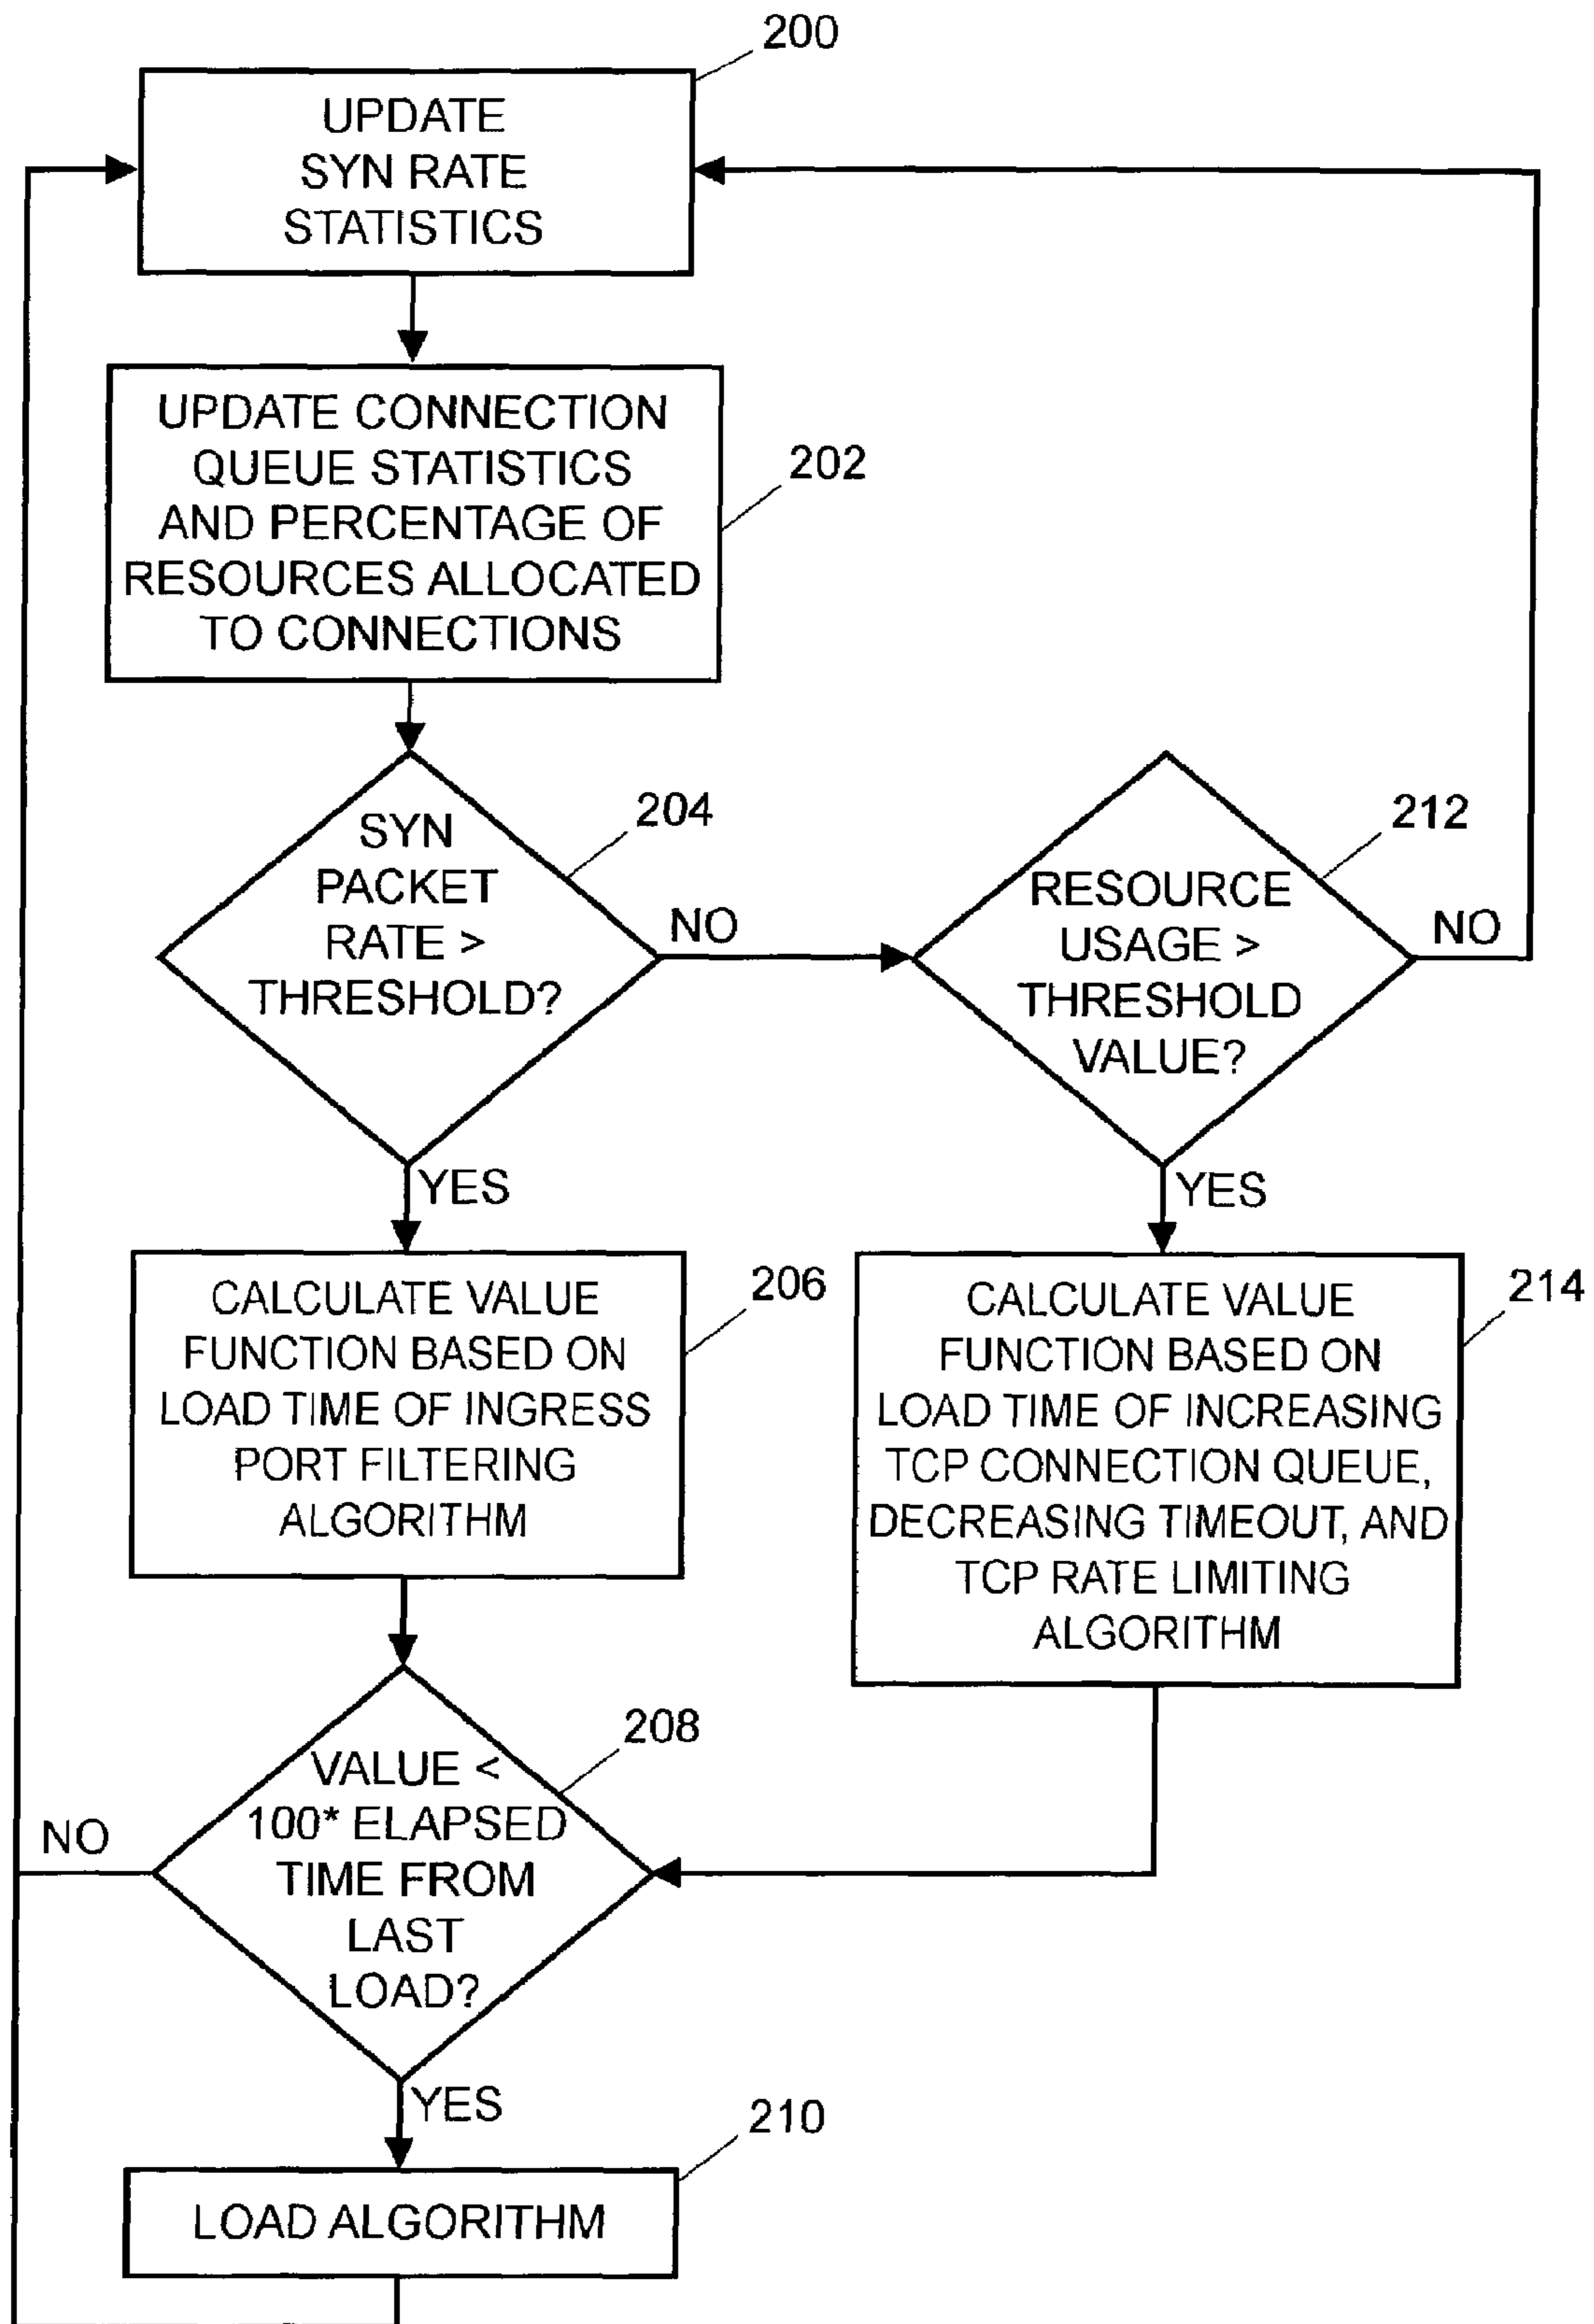 200
UPDATE
SYN RATE
STATISTICS
UPDATE CONNECTION
QUEUE STATISTICS
AND PERCENTAGE OF
RESOURCES ALLOCATED
TO CONNECTIONS
202
SYN
PACKET
RATE >
THRESHOLD?
204
NO
RESOURCE
USAGE >
THRESHOLD
VALUE?
212
NO
YES
YES
CALCULATE VALUE
FUNCTION BASED ON
LOAD TIME OF INGRESS
PORT FILTERING
ALGORITHM
206
CALCULATE VALUE
FUNCTION BASED ON
LOAD TIME OF INCREASING
TCP CONNECTION QUEUE,
DECREASING TIMEOUT, AND
TCP RATE LIMITING
ALGORITHM
214
VALUE <
100* ELAPSED
TIME FROM
LAST
LOAD?
208
NO
YES
210
LOAD ALGORITHM